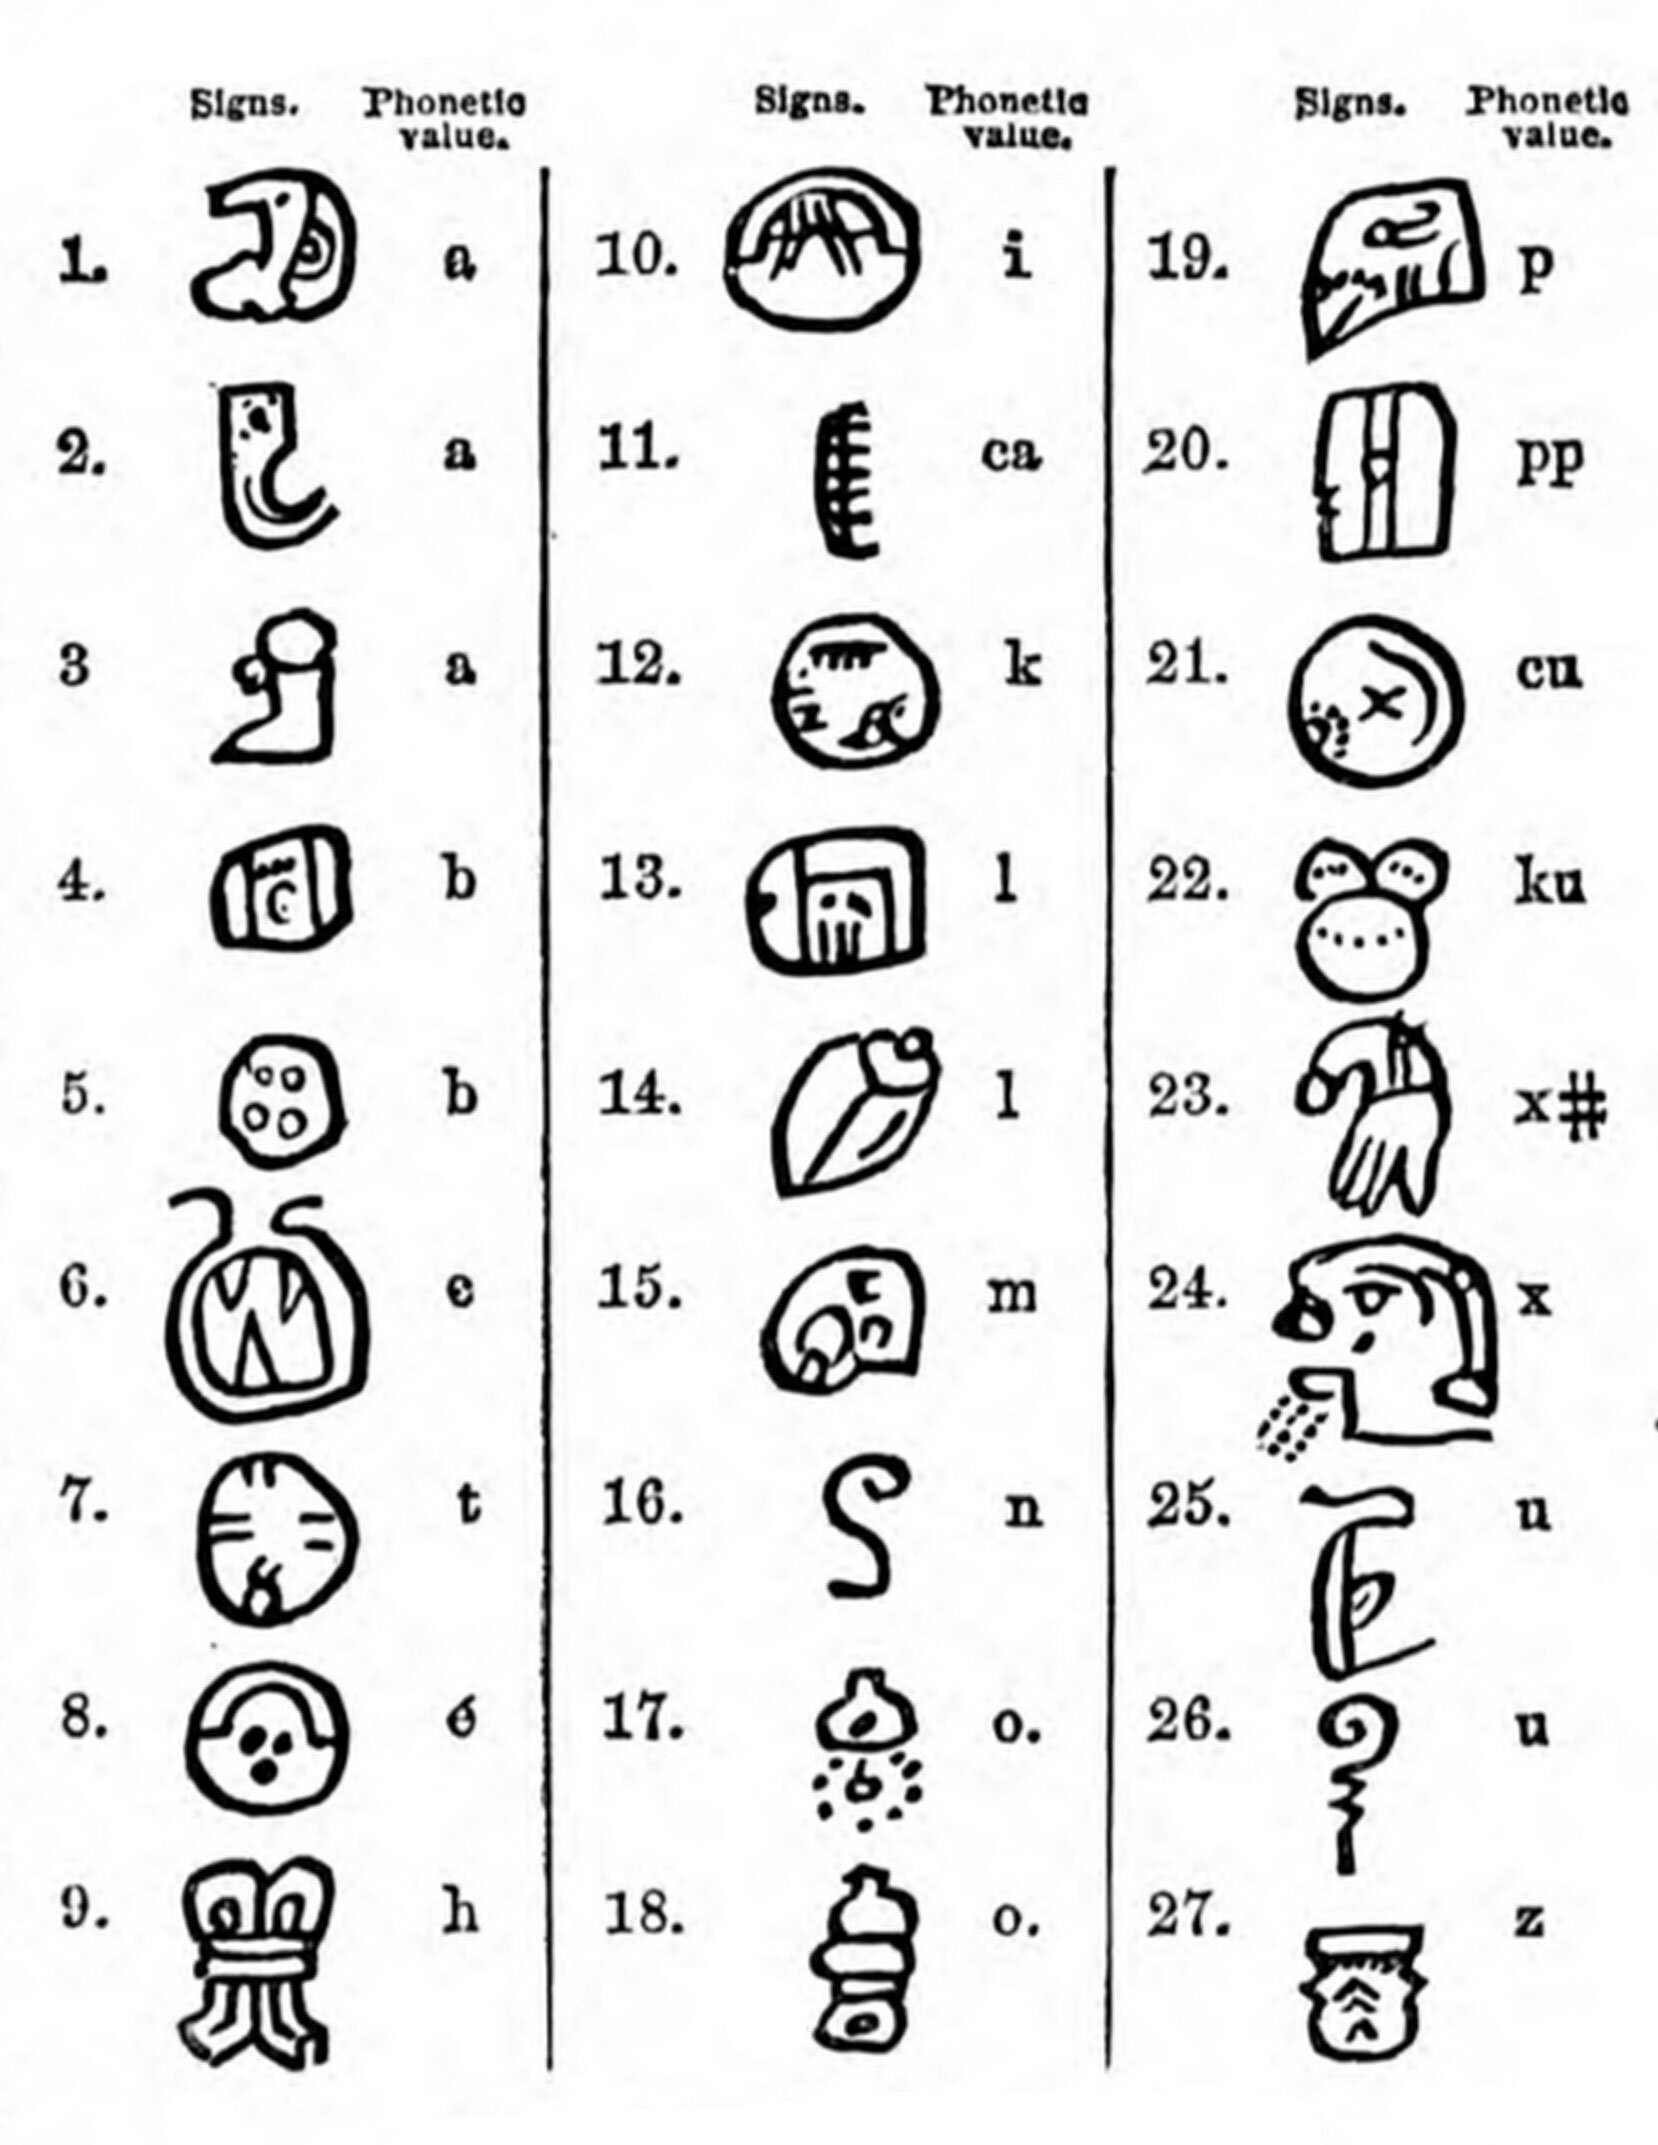 Signs. Phonetic value.
1. a
2. a
3 a
4. b
5. b
6. e
7. t
8. é
9. h
Signs. Phonetic value.
10. i
11. ca
12. k
13. l
14. l
15. m
16. n
17. o.
18. o.
Signs. Phonetic value.
19. p
20. pp
21. cu
22. ku
23. x#
24. x
25. u
26. u
27. z